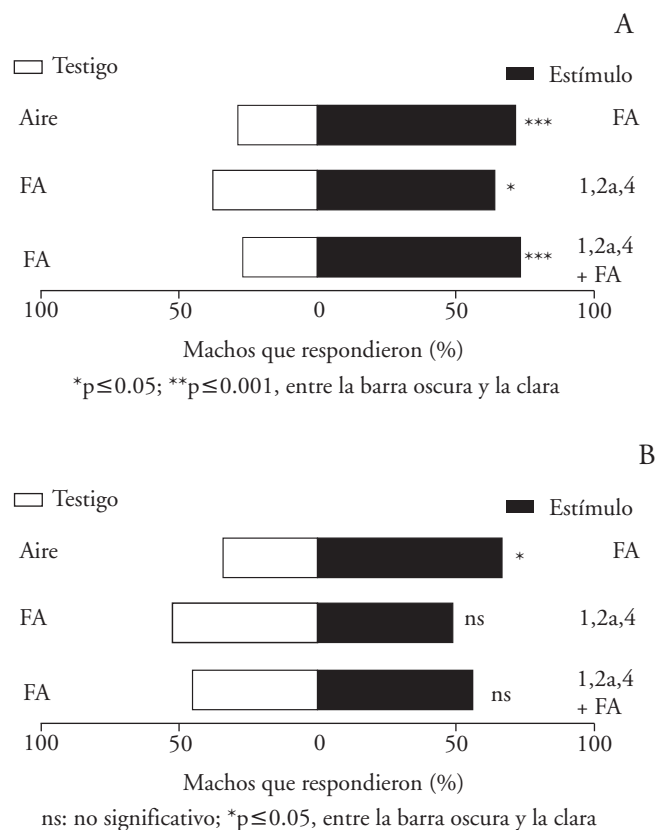 A
Testigo Estímulo
Aire *** FA
FA * 1,2a,4
FA *** 1,2a,4
+ FA
100 50 0 50 100
Machos que respondieron (%)
*p≤0.05; **p≤0.001, entre la barra oscura y la clara
B
Testigo Estímulo
Aire * FA
FA ns 1,2a,4
FA ns 1,2a,4
+ FA
100 50 0 50 100
Machos que respondieron (%)
ns: no significativo; *p≤0.05, entre la barra oscura y la clara